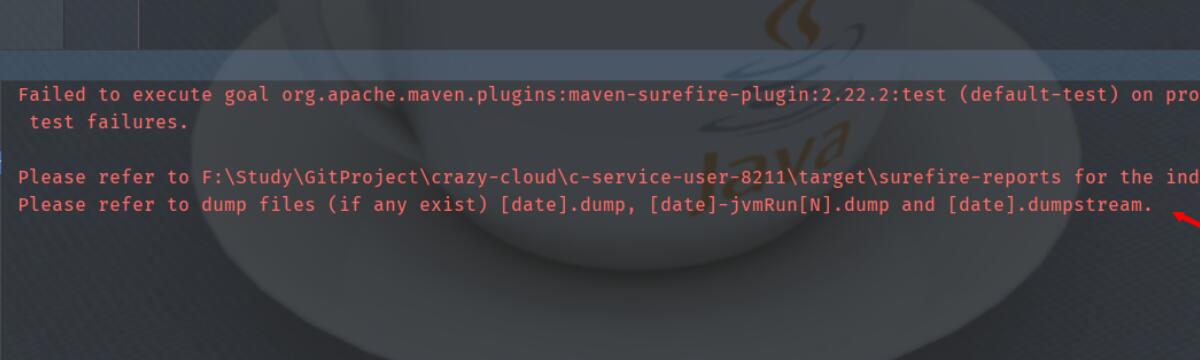 Java
Failed to execute goal org.apache.maven.plugins:maven-surefire-plugin:2.22.2:test (default-test) on pro
test failures.
Please refer to F:\Study\GitProject\crazy-cloud\c-service-user-8211\target\surefire-reports for the ind
Please refer to dump files (if any exist) [date].dump, [date]-jvmRun[N].dump and [date].dumpstream.